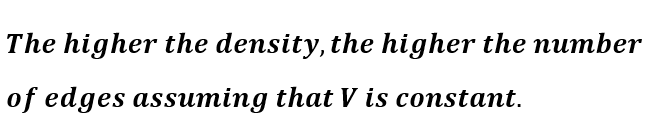 The higher the density, the higher the number
of edges assuming that V is constant.